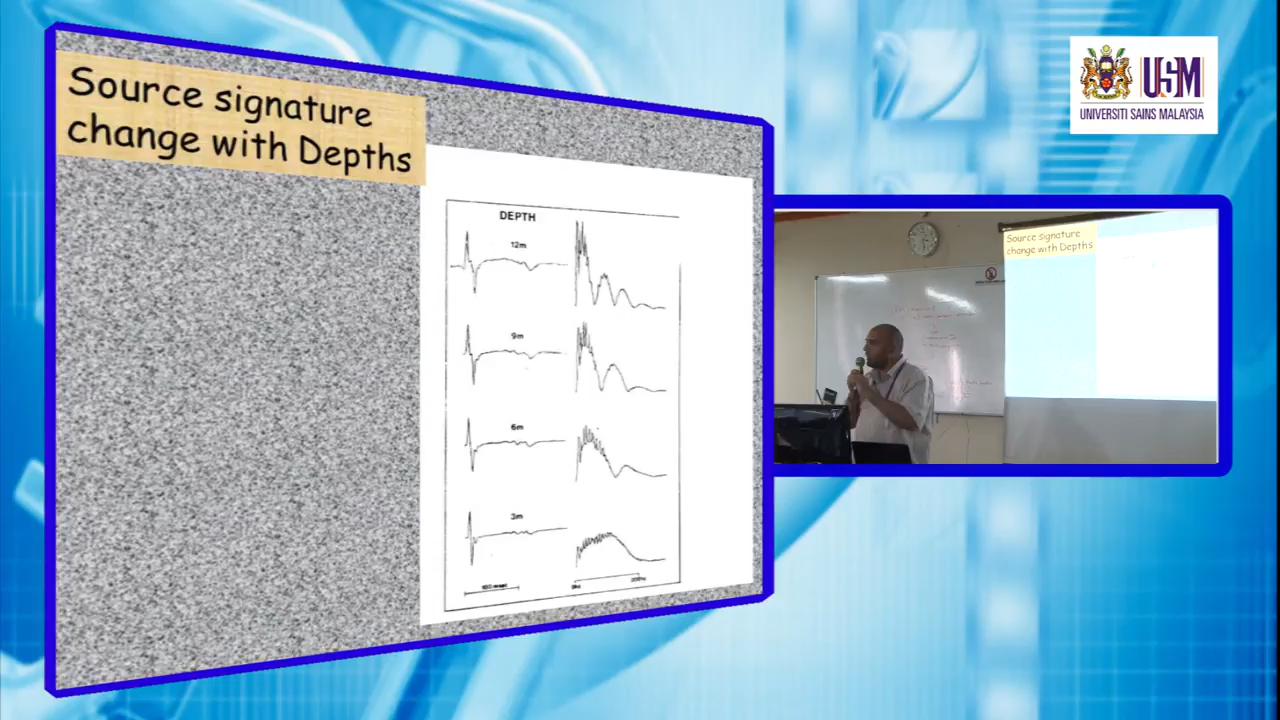 Source signature
change with Depths
DEPTH
12m
9m
6m
3m
USM
UNIVERSITI SAINS MALAYSIA
Source signature
change with Depths